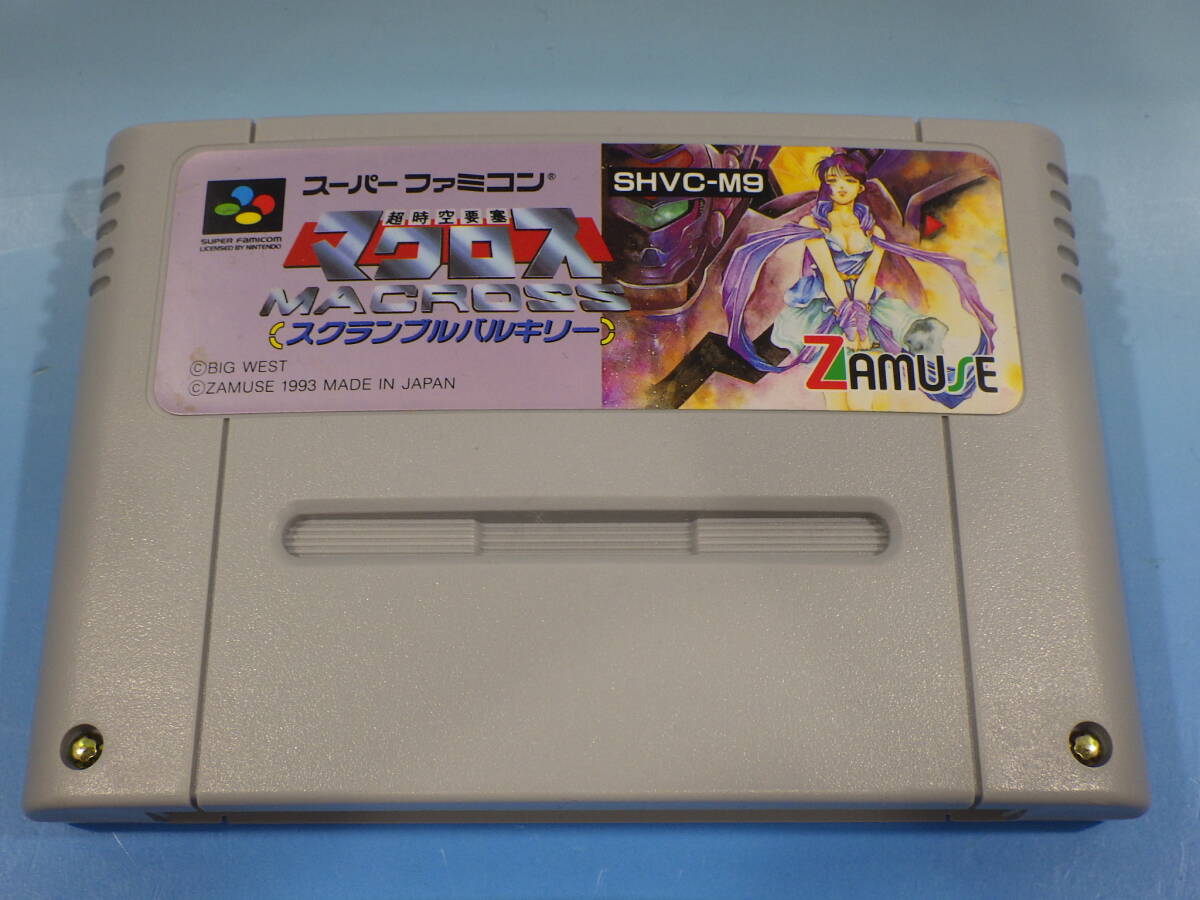 スーパーファミコン®
SHVC-M9
SUPER FAMICOM
LICENSED BY NINTENDO
超時空要塞
マクロス
MACROSS
スクランブルバルキリー
©BIG WEST
©ZAMUSE 1993 MADE IN JAPAN
ZAMUSE